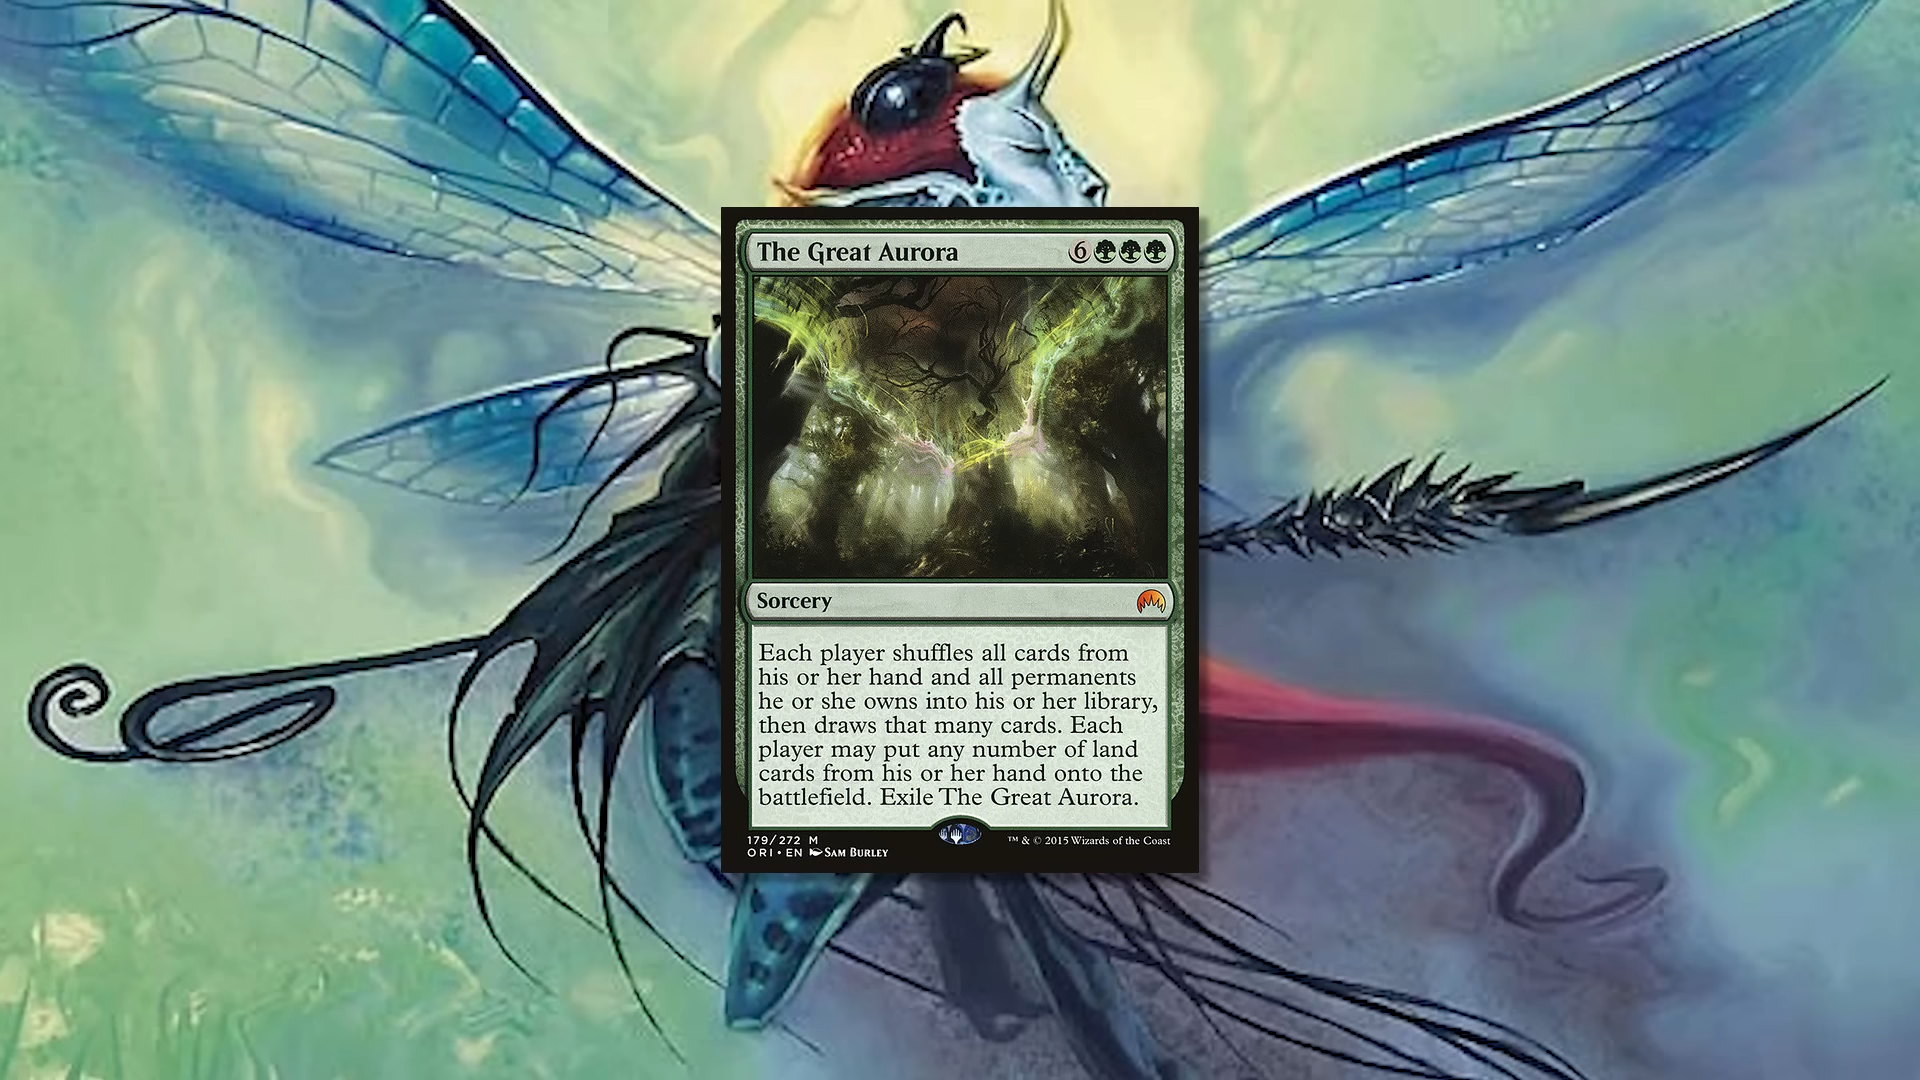 The Great Aurora 6
Sorcery
Each player shuffles all cards from
his or her hand and all permanents
he or she owns into his or her library,
then draws that many cards. Each
player may put any number of land
cards from his or her hand onto the
battlefield. Exile The Great Aurora.
179/272 M
ORI • EN SAM BURLEY
™ & © 2015 Wizards of the Coast